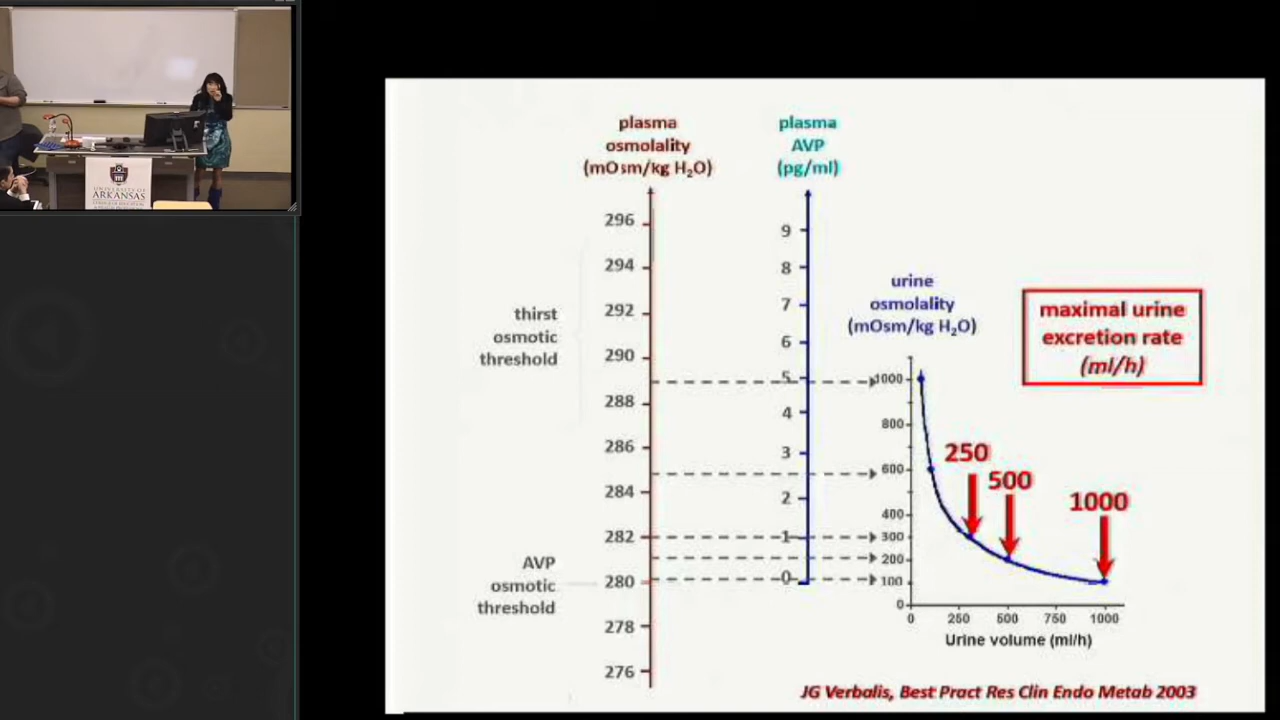 UNIVERSITY OF
ARKANSAS
plasma
osmolality
(mOsm/kg H₂O)
plasma
AVP
(pg/ml)
296
294
292
290
288
286
284
282
280
278
276
thirst
osmotic
threshold
AVP
osmotic
threshold
9
8
7
6
5
4
3
2
1
0
urine
osmolality
(mOsm/kg H₂O)
1000
800
600
400
300
200
100
0
maximal urine
excretion rate
(ml/h)
250
500
1000
0 250 500 750 1000
Urine volume (ml/h)
JG Verbalis, Best Pract Res Clin Endo Metab 2003